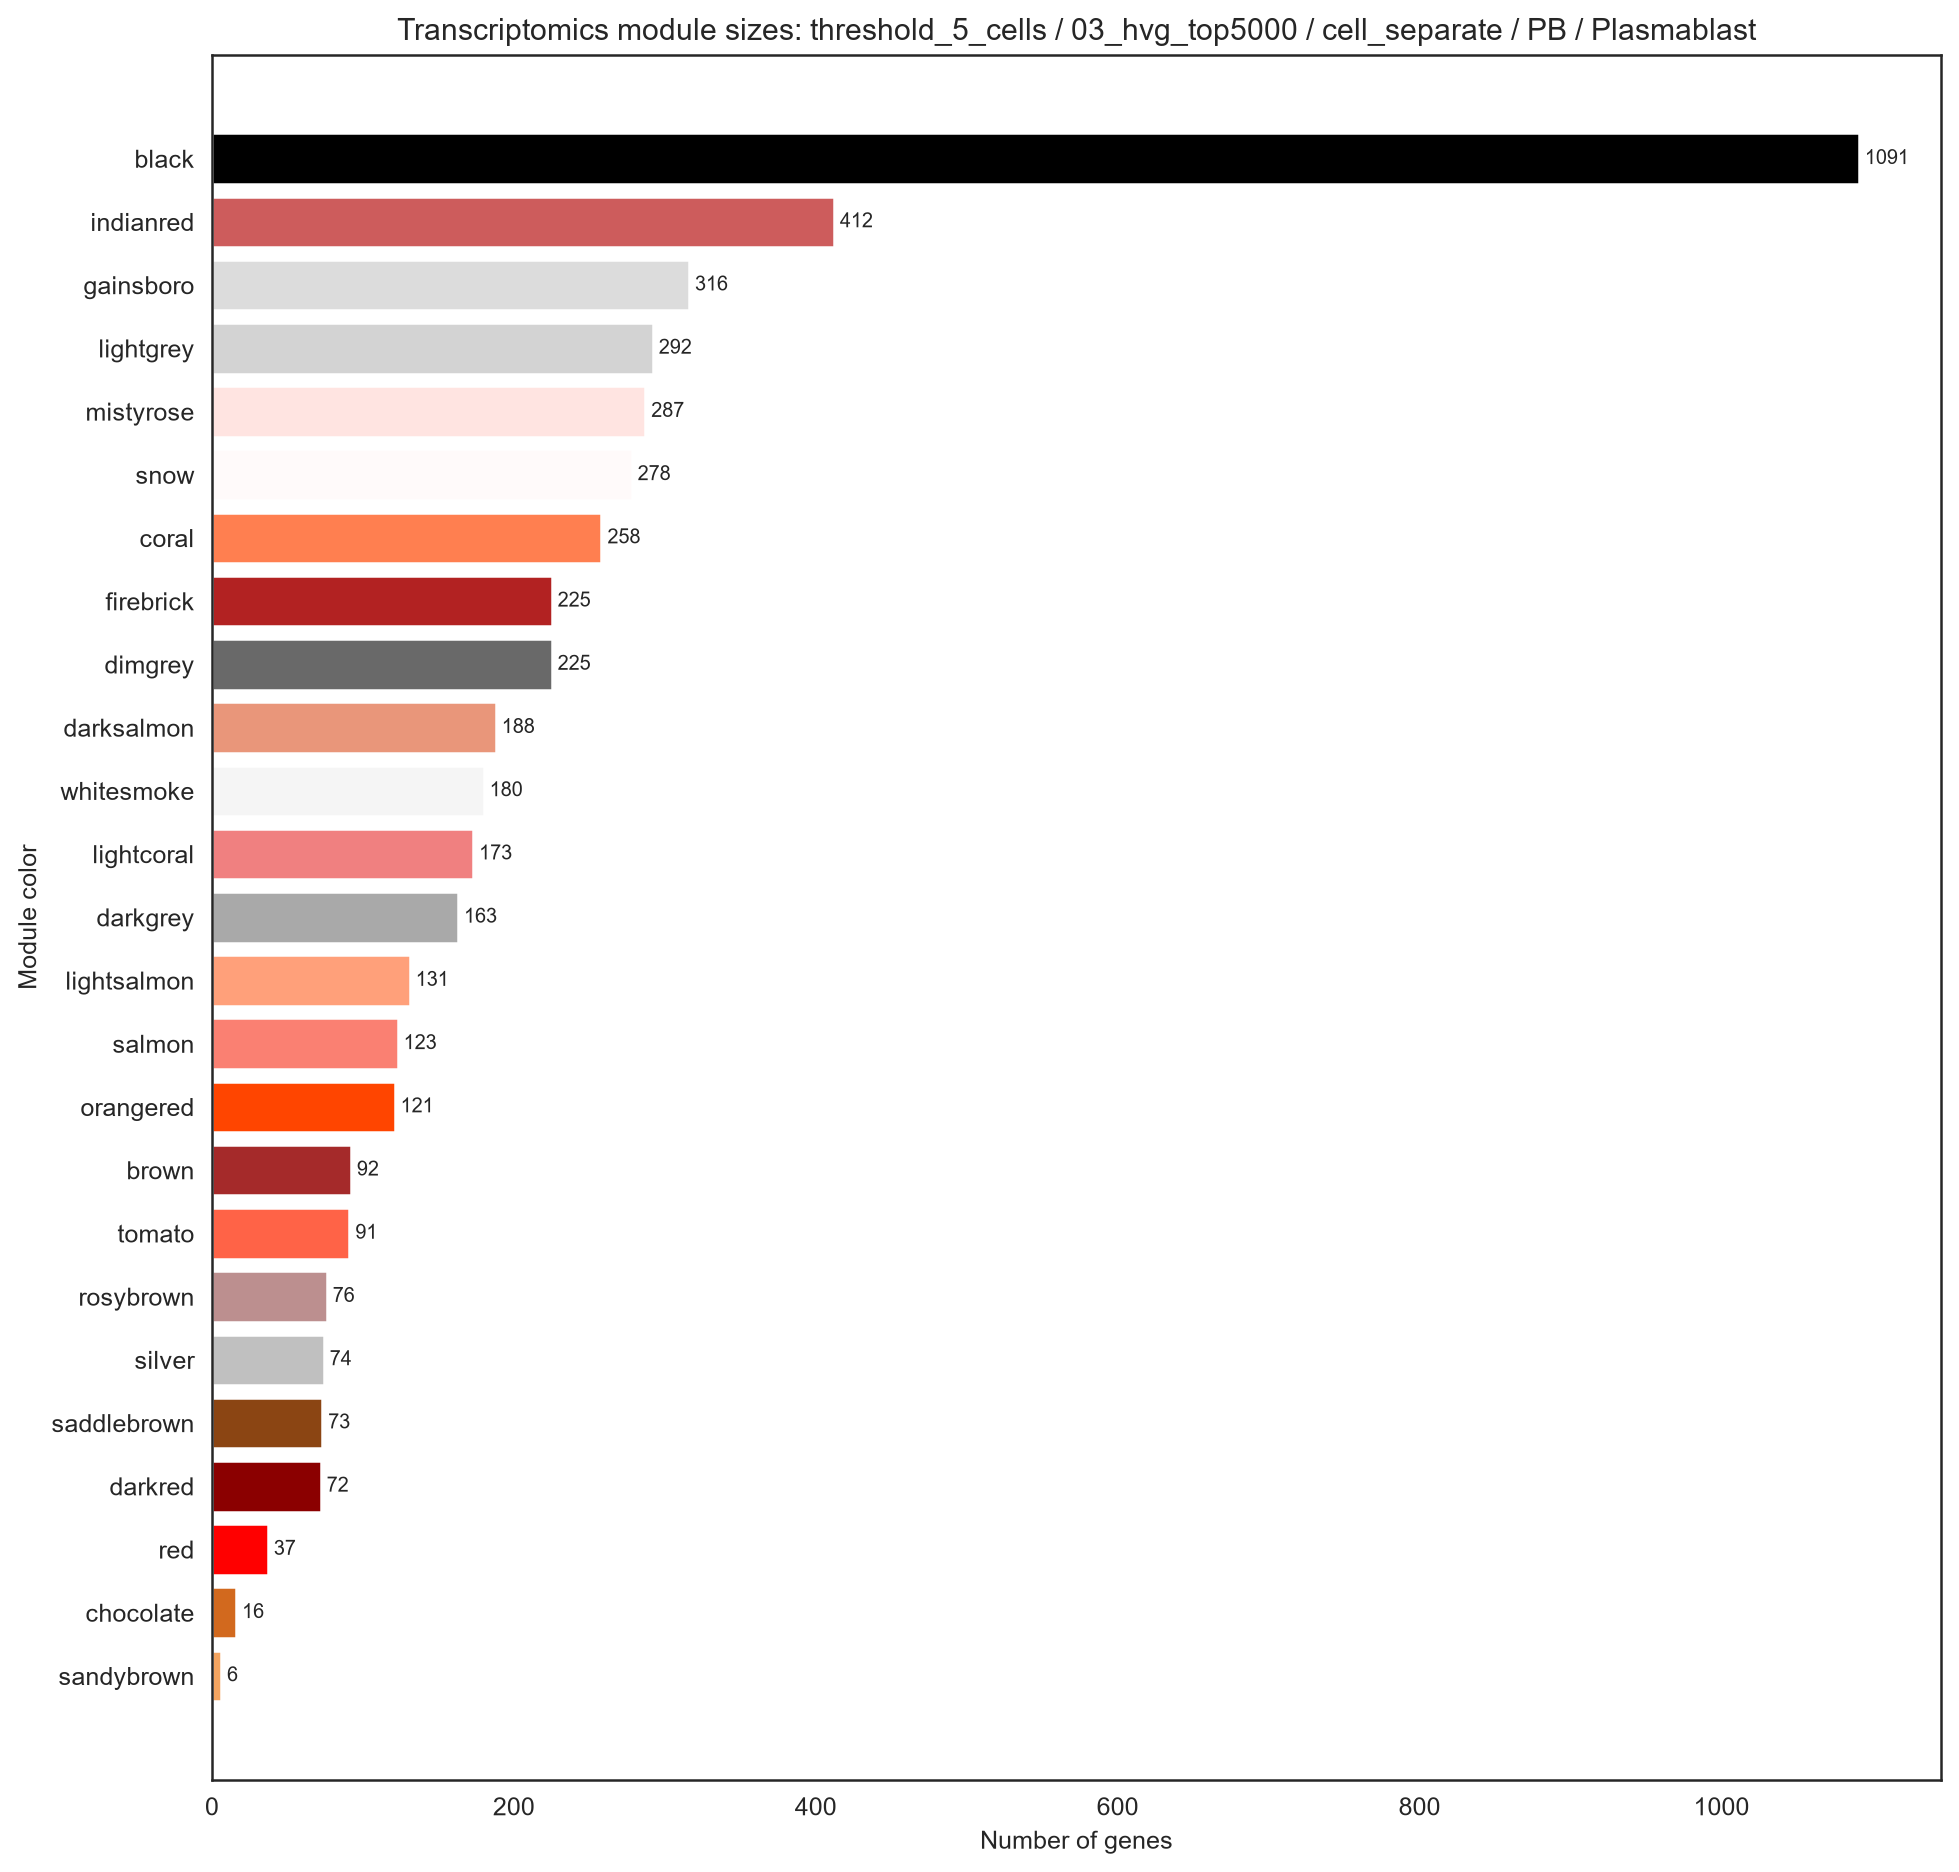 Transcriptomics module sizes: threshold_5_cells / 03_hvg_top5000 / cell_separate / PB / Plasmablast
Module color
black 1091
indianred 412
gainsboro 316
lightgrey 292
mistyrose 287
snow 278
coral 258
firebrick 225
dimgrey 225
darksalmon 188
whitesmoke 180
lightcoral 173
darkgrey 163
lightsalmon 131
salmon 123
orangered 121
brown 92
tomato 91
rosybrown 76
silver 74
saddlebrown 73
darkred 72
red 37
chocolate 16
sandybrown 6
0 200 400 600 800 1000
Number of genes